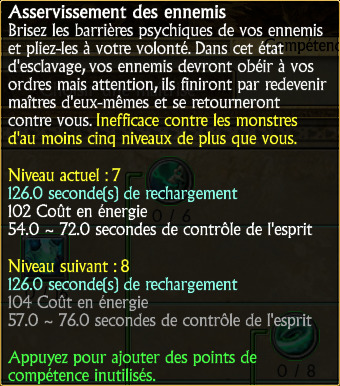 Asservissement des ennemis
Brisez les barrières psychiques de vos ennemis
et pliez-les à votre volonté. Dans cet état
d'esclavage, vos ennemis devront obéir à vos
ordres mais attention, ils finiront par redevenir
maîtres d'eux-mêmes et se retourneront
contre vous. Inefficace contre les monstres
d'au moins cinq niveaux de plus que vous.
Niveau actuel : 7
126.0 seconde(s) de rechargement
102 Coût en énergie
54.0 ~ 72.0 secondes de contrôle de l'esprit
Niveau suivant : 8
126.0 seconde(s) de rechargement
104 Coût en énergie
57.0 ~ 76.0 secondes de contrôle de l'esprit
Appuyez pour ajouter des points de
compétence inutilisés.
Compétenc
0 / 6
0 / 8